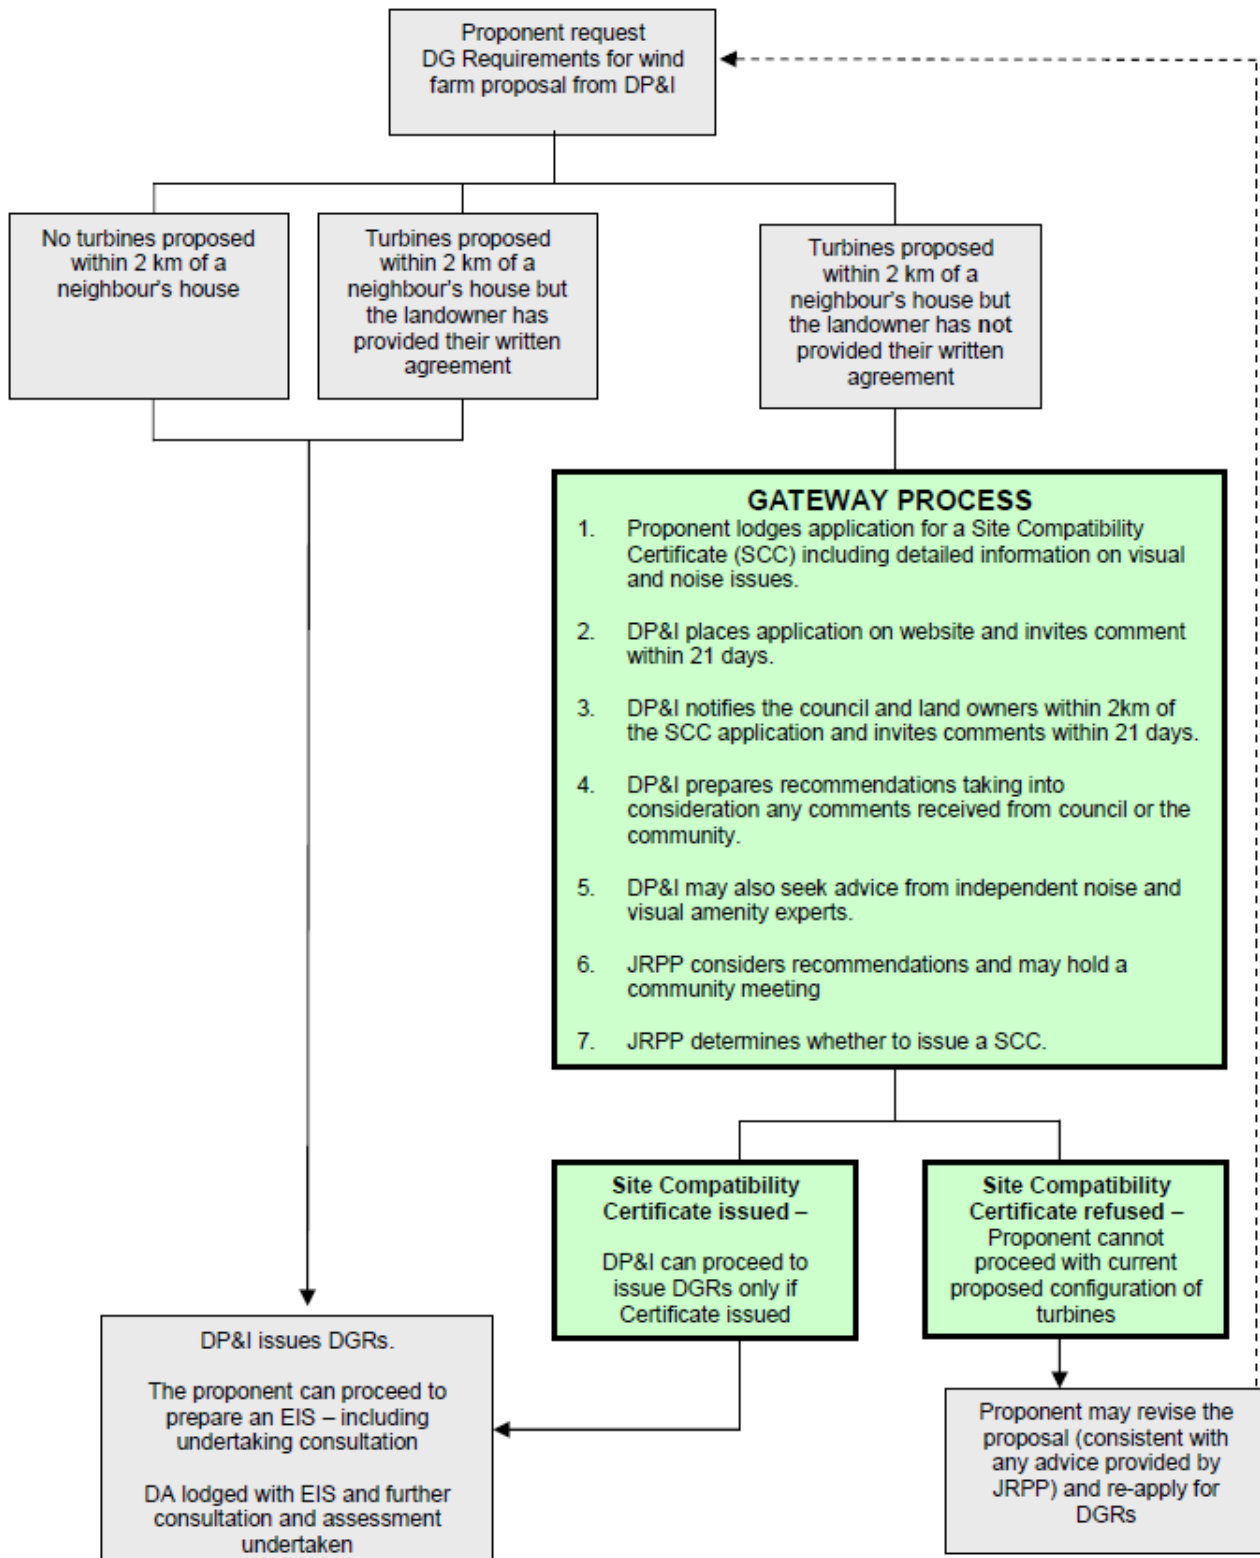 Proponent request
DG Requirements for wind
farm proposal from DP&I
No turbines proposed
within 2 km of a
neighbour's house
Turbines proposed
within 2 km of a
neighbour's house but
the landowner has
provided their written
agreement
Turbines proposed
within 2 km of a
neighbour's house but
the landowner has not
provided their written
agreement
GATEWAY PROCESS
1. Proponent lodges application for a Site Compatibility
Certificate (SCC) including detailed information on visual
and noise issues.
2. DP&I places application on website and invites comment
within 21 days.
3. DP&I notifies the council and land owners within 2km of
the SCC application and invites comments within 21 days.
4. DP&I prepares recommendations taking into
consideration any comments received from council or the
community.
5. DP&I may also seek advice from independent noise and
visual amenity experts.
6. JRPP considers recommendations and may hold a
community meeting
7. JRPP determines whether to issue a SCC.
Site Compatibility
Certificate issued –
DP&I can proceed to
issue DGRs only if
Certificate issued
Site Compatibility
Certificate refused –
Proponent cannot
proceed with current
proposed configuration of
turbines
DP&I issues DGRs.
The proponent can proceed to
prepare an EIS – including
undertaking consultation
DA lodged with EIS and further
consultation and assessment
undertaken
Proponent may revise the
proposal (consistent with
any advice provided by
JRPP) and re-apply for
DGRs